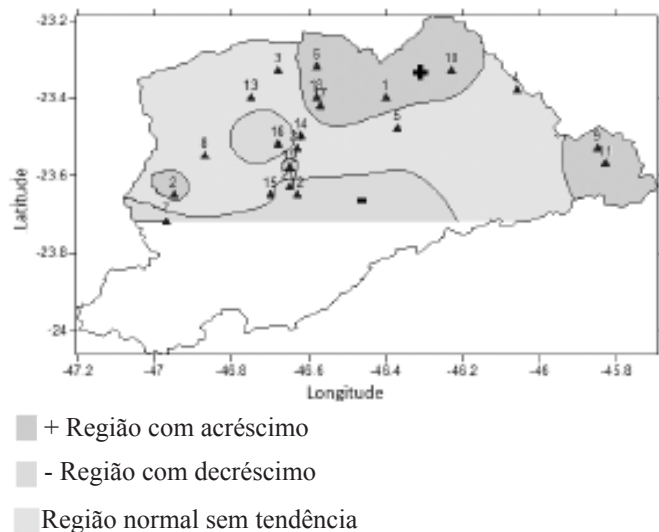 -23.2
3 6 10
13 1 4
-23.4
14 5
8 16 9
11
-23.6
2
15 12
7
-23.8
-24
Latitude
-47.2 -47 -46.8 -46.6 -46.4 -46.2 -46 -45.8
Longitude
+ Região com acréscimo
- Região com decréscimo
Região normal sem tendência